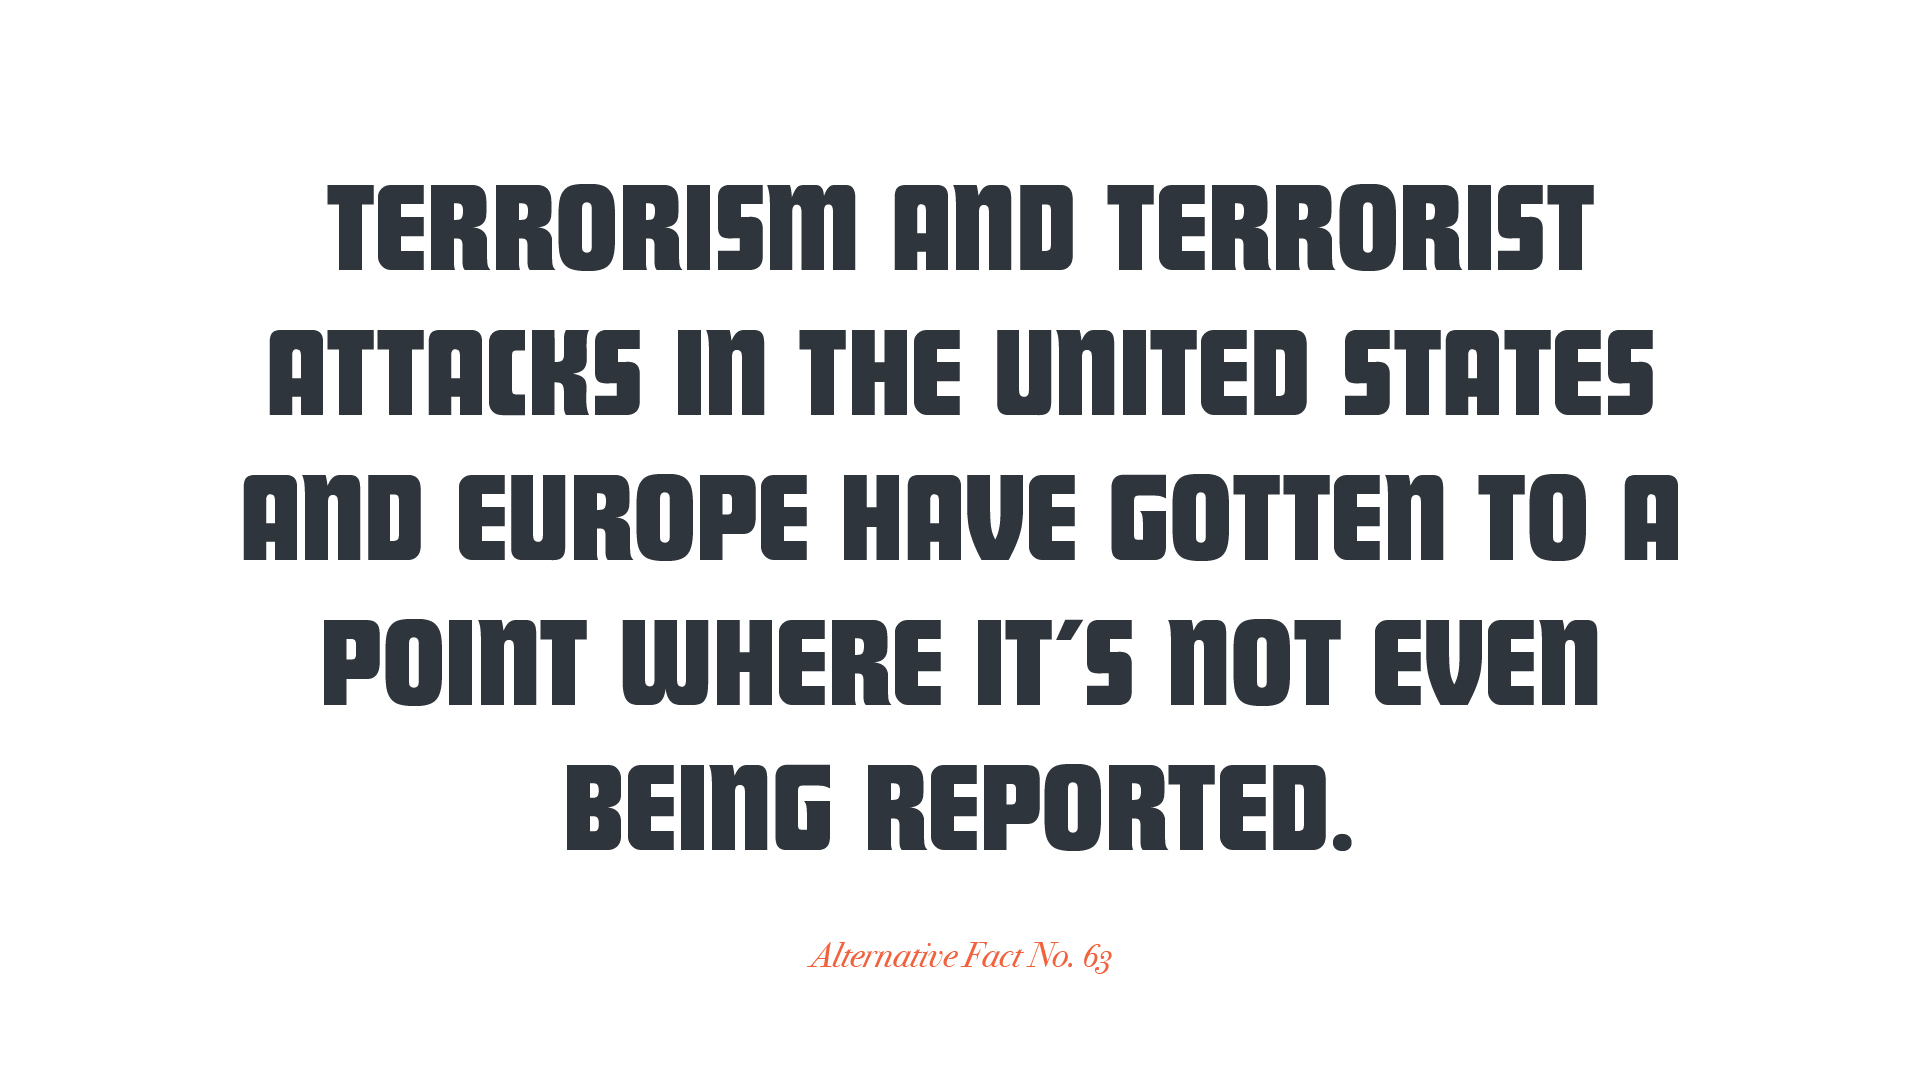 TERRORISM AND TERRORIST
ATTACKS IN THE UNITED STATES
AND EUROPE HAVE GOTTEN TO A
POINT WHERE IT'S NOT EVEN
BEING REPORTED.
Alternative Fact No. 63